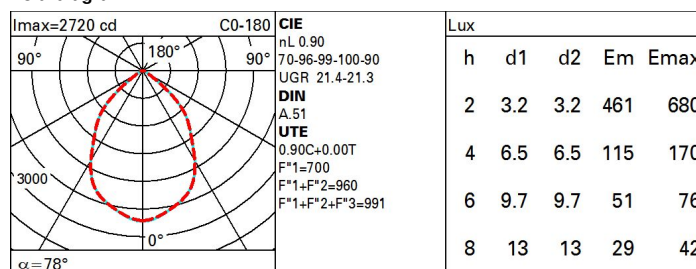 Imax=2720 cd C0-180
90° 180° 90°
3000
0°
α=78°
CIE
nL 0.90
70-96-99-100-90
UGR 21.4-21.3
DIN
A.51
UTE
0.90C+0.00T
F"1=700
F"1+F"2=960
F"1+F"2+F"3=991
Lux
h d1 d2 Em Emax
2 3.2 3.2 461 680
4 6.5 6.5 115 170
6 9.7 9.7 51 76
8 13 13 29 42